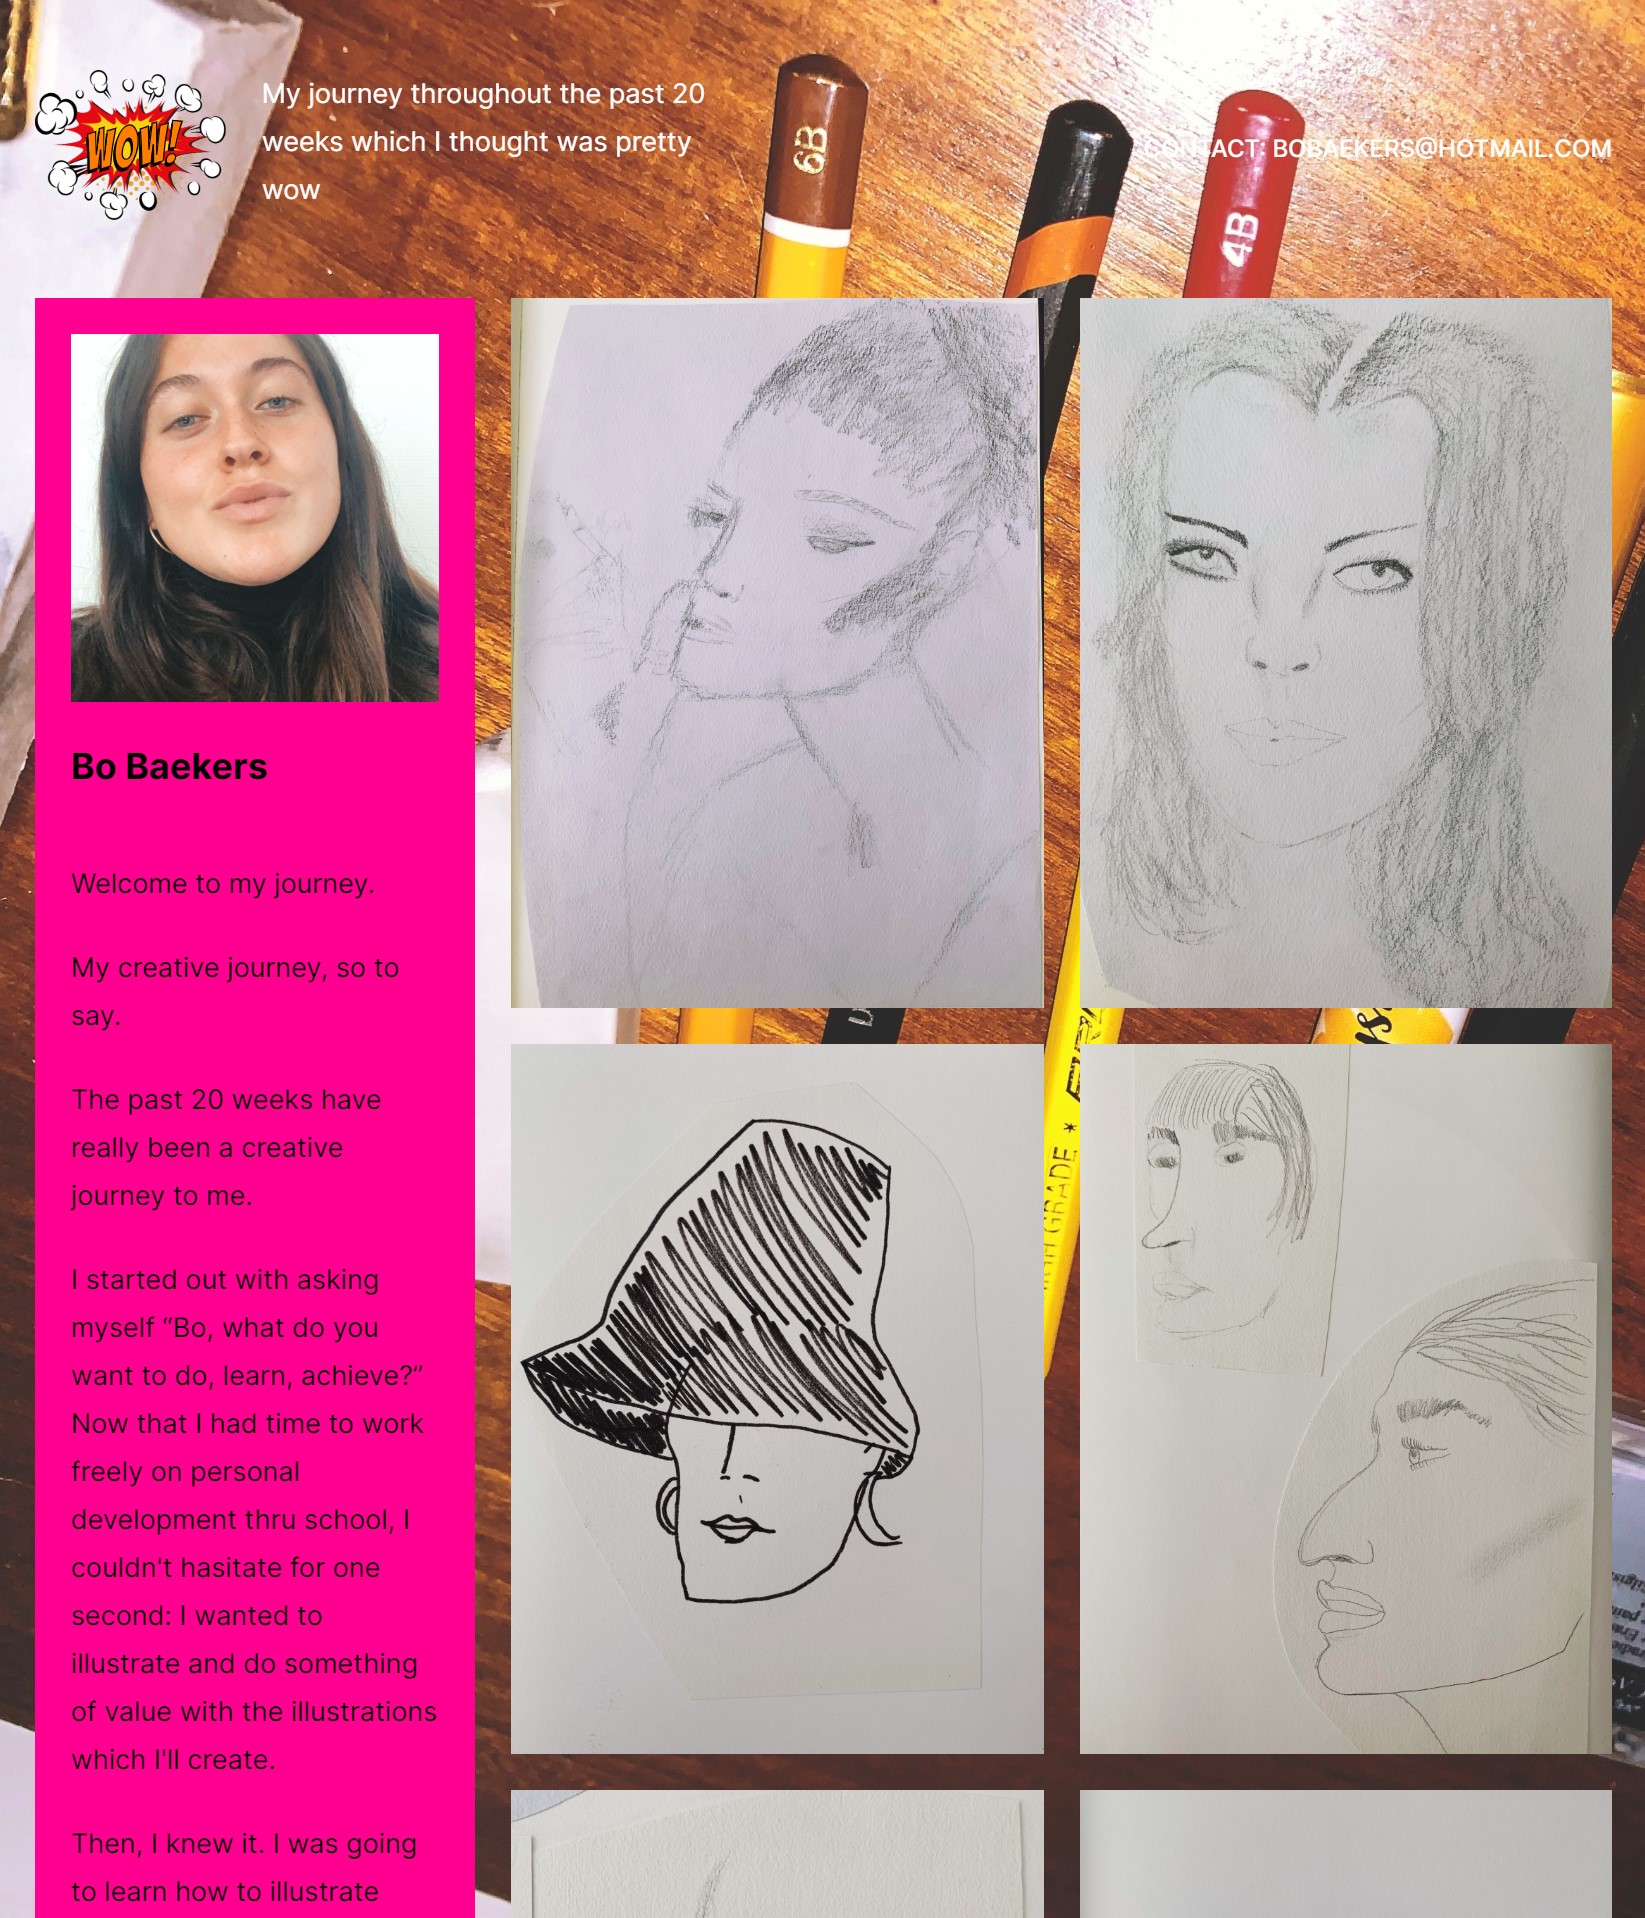 WOW!
My journey throughout the past 20
weeks which I thought was pretty
wow
CONTACT: BOBAEKERS@HOTMAIL.COM
6B
4B
Bo Baekers
Welcome to my journey.
My creative journey, so to
say.
The past 20 weeks have
really been a creative
journey to me.
I started out with asking
myself “Bo, what do you
want to do, learn, achieve?”
Now that I had time to work
freely on personal
development thru school, I
couldn't hasitate for one
second: I wanted to
illustrate and do something
of value with the illustrations
which I'll create.
Then, I knew it. I was going
to learn how to illustrate
GRADE